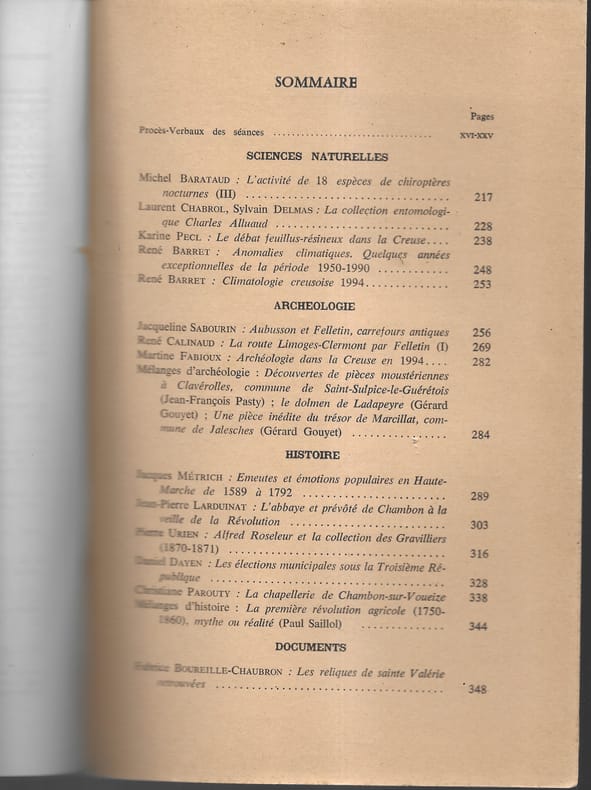 SOMMAIRE
Pages
Procès-Verbaux des séances ................................ XVI-XXV
SCIENCES NATURELLES
Michel BARATAUD : L'activité de 18 espèces de chiroptères
nocturnes (III) .................................... 217
Laurent CHABROL, Sylvain DELMAS : La collection entomologi-
que Charles Alluaud ............................... 228
Karine PECL : Le débat feuillus-résineux dans la Creuse.... 238
René BARRET : Anomalies climatiques. Quelques années
exceptionnelles de la période 1950-1990 ............ 248
René BARRET : Climatologie creusoise 1994.............. 253
ARCHEOLOGIE
Jacqueline SABOURIN : Aubusson et Felletin, carrefours antiques 256
René CALINAUD : La route Limoges-Clermont par Felletin (I) 269
Martine FABIOUX : Archéologie dans la Creuse en 1994.... 282
Mélanges d'archéologie : Découvertes de pièces moustériennes
à Clavérolles, commune de Saint-Sulpice-le-Guérétois
(Jean-François Pasty) ; le dolmen de Ladapeyre (Gérard
Gouyet) ; Une pièce inédite du trésor de Marcillat, com-
mune de Jalesches (Gérard Gouyet) ................ 284
HISTOIRE
Jacques MÉTRICH : Emeutes et émotions populaires en Haute-
Marche de 1589 à 1792 ......................... 289
Jean-Pierre LARDUINAT : L'abbaye et prévôté de Chambon à la
veille de la Révolution ........................... 303
Pierre URIEN : Alfred Roseleur et la collection des Gravilliers
(1870-1871) ..................................... 316
Daniel DAYEN : Les élections municipales sous la Troisième Ré-
publique ........................................ 328
Christiane PAROUTY : La chapellerie de Chambon-sur-Voueize 338
Mélanges d'histoire : La première révolution agricole (1750-
1860), mythe ou réalité (Paul Saillol) .............. 344
DOCUMENTS
BOUREILLE-CHAUBRON : Les reliques de sainte Valérie
retrouvées ....................................... 348